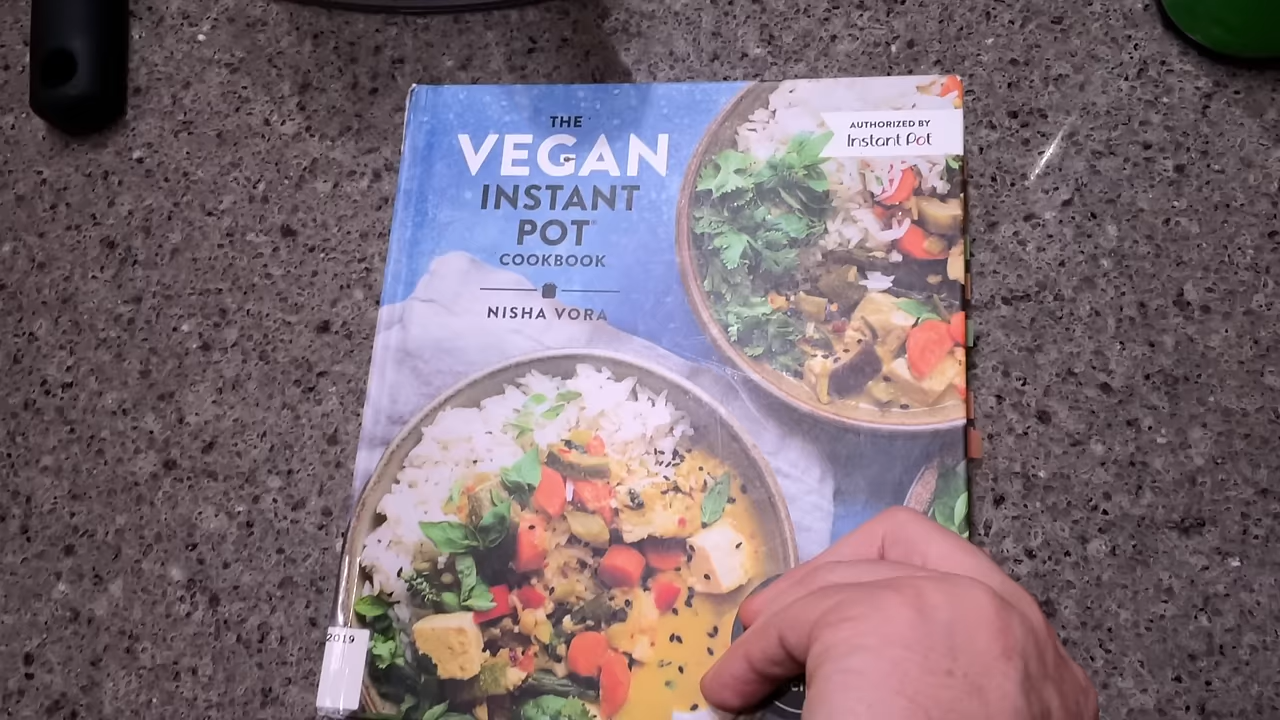 THE
VEGAN
INSTANT
POT®
COOKBOOK
NISHA VORA
AUTHORIZED BY
Instant Pot
2019